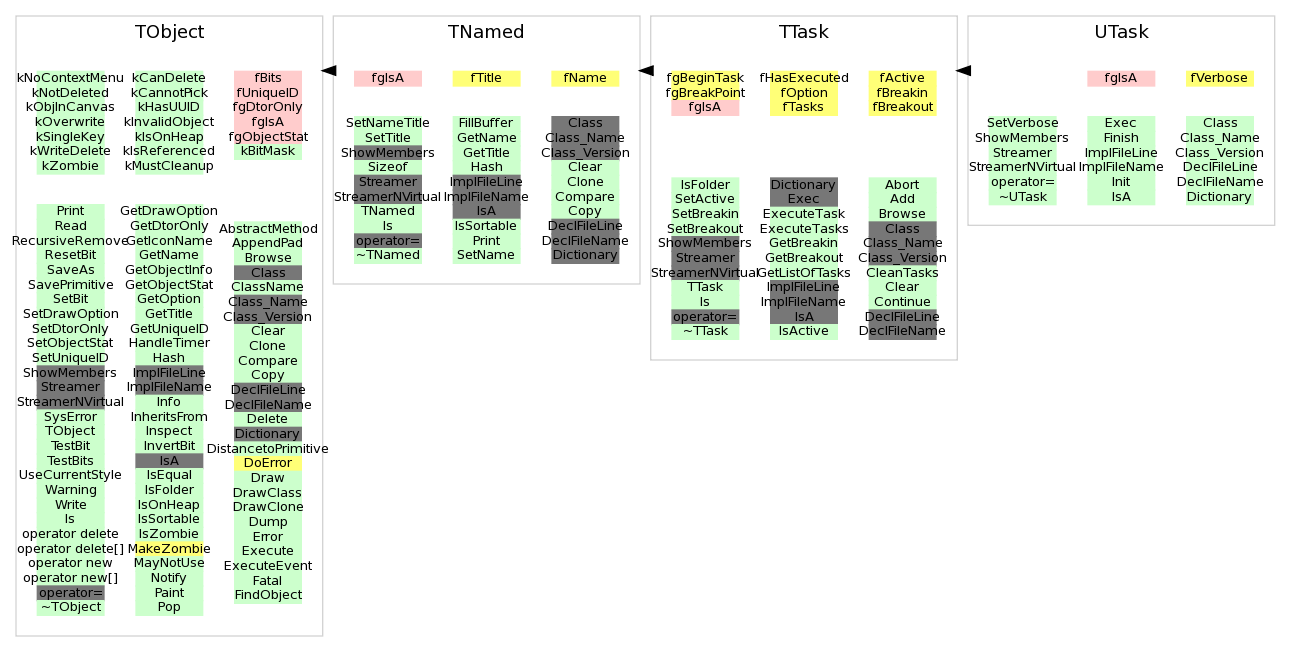 TObject
kNoContextMenu
kNotDeleted
kObjInCanvas
kOverwrite
kSingleKey
kWriteDelete
kZombie
kCanDelete
kCannotPick
kHasUUID
kInvalidObject
kIsOnHeap
kIsReferenced
kMustCleanup
fBits
fUniqueID
fgDtorOnly
fgIsA
fgObjectStat
kBitMask
Print
Read
RecursiveRemove
ResetBit
SaveAs
SavePrimitive
SetBit
SetDrawOption
SetDtorOnly
SetObjectStat
SetUniqueID
ShowMembers
Streamer
StreamerNVirtual
SysError
TObject
TestBit
TestBits
UseCurrentStyle
Warning
Write
ls
operator delete
operator delete[]
operator new
operator new[]
operator=
~TObject
GetDrawOption
GetDtorOnly
GetIconName
GetName
GetObjectInfo
GetObjectStat
GetOption
GetTitle
GetUniqueID
HandleTimer
Hash
ImplFileLine
ImplFileName
Info
InheritsFrom
Inspect
InvertBit
IsA
IsEqual
IsFolder
IsOnHeap
IsSortable
IsZombie
MakeZombie
MayNotUse
Notify
Paint
Pop
AbstractMethod
AppendPad
Browse
Class
ClassName
Class_Name
Class_Version
Clear
Clone
Compare
Copy
DeclFileLine
DeclFileName
Delete
Dictionary
DistancetoPrimitive
DoError
Draw
DrawClass
DrawClone
Dump
Error
Execute
ExecuteEvent
Fatal
FindObject
TNamed
fgIsA
fTitle
fName
SetNameTitle
SetTitle
ShowMembers
Sizeof
Streamer
StreamerNVirtual
TNamed
ls
operator=
~TNamed
FillBuffer
GetName
GetTitle
Hash
ImplFileLine
ImplFileName
IsA
IsSortable
Print
SetName
Class
Class_Name
Class_Version
Clear
Clone
Compare
Copy
DeclFileLine
DeclFileName
Dictionary
TTask
fgBeginTask
fgBreakPoint
fgIsA
fHasExecuted
fOption
fTasks
fActive
fBreakin
fBreakout
IsFolder
SetActive
SetBreakin
SetBreakout
ShowMembers
Streamer
StreamerNVirtual
TTask
ls
operator=
~TTask
Dictionary
Exec
ExecuteTask
ExecuteTasks
GetBreakin
GetBreakout
GetListOfTasks
ImplFileLine
ImplFileName
IsA
IsActive
Abort
Add
Browse
Class
Class_Name
Class_Version
CleanTasks
Clear
Continue
DeclFileLine
DeclFileName
UTask
fgIsA
fVerbose
SetVerbose
ShowMembers
Streamer
StreamerNVirtual
operator=
~UTask
Exec
Finish
ImplFileLine
ImplFileName
Init
IsA
Class
Class_Name
Class_Version
DeclFileLine
DeclFileName
Dictionary